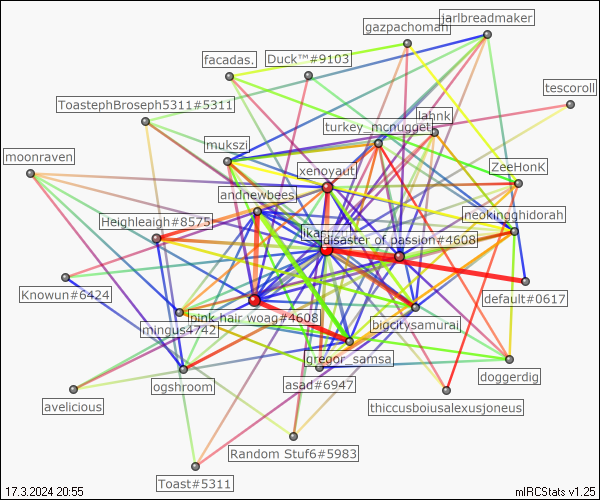 jarlbreadmaker
gazpachoman
facadas.
Duck™#9103
tescoroll
ToastephBroseph5311#5311
lahnk
turkey_mcnugget
mukszi
moonraven
xenoyaut
ZeeHonK
andnewbees
neokingghidorah
Heighleaigh#8575
disaster of passion#4608
Knowun#6424
default#0617
pink hair woag#4608
bigcitysamurai
mingus4742
gregor_samsa
doggerdig
ogshroom
asad#6947
avelicious
thiccusboiusalexusjoneus
Random Stuf6#5983
Toast#5311
17.3.2024 20:55
mIRCStats v1.25